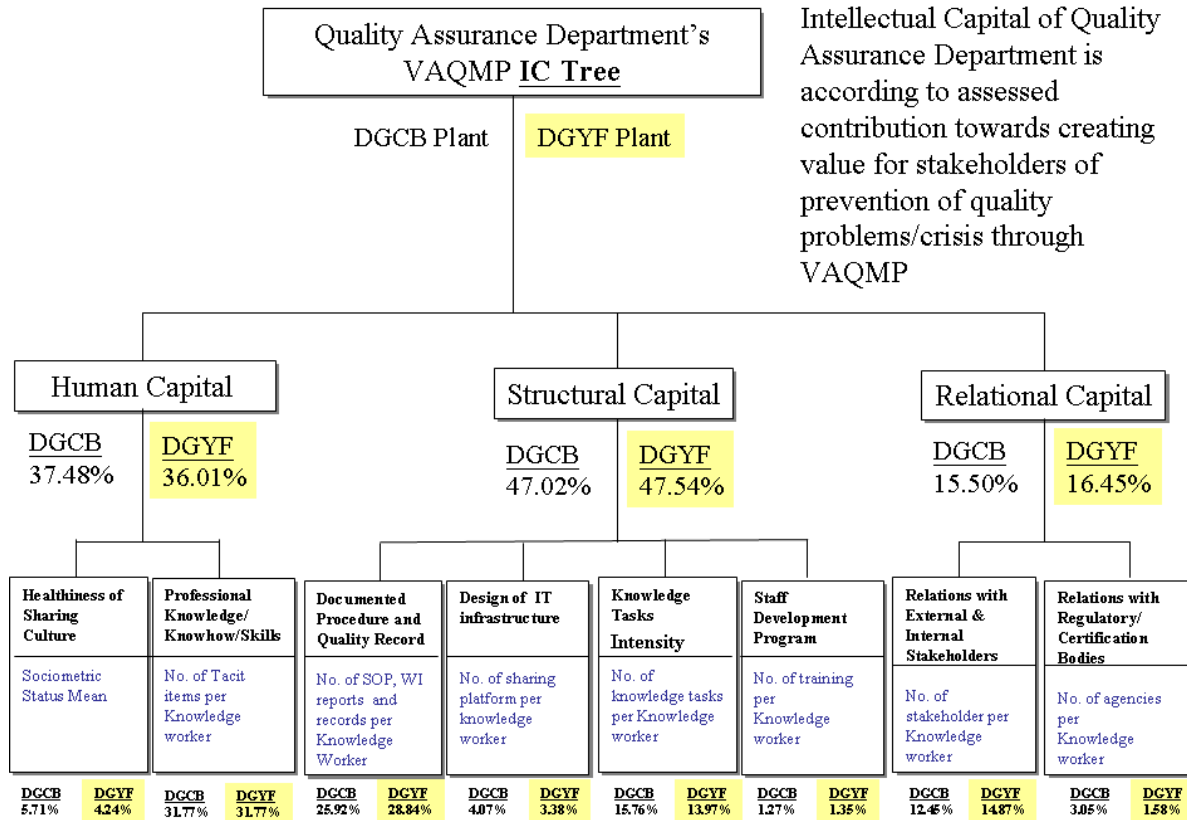 Quality Assurance Department's
VAQMP IC Tree
Intellectual Capital of Quality
Assurance Department is
according to assessed
contribution towards creating
value for stakeholders of
prevention of quality
problems/crisis through
VAQMP
DGCB Plant
DGYF Plant
Human Capital
DGCB
37.48%
DGYF
36.01%
Structural Capital
DGCB
47.02%
DGYF
47.54%
Relational Capital
DGCB
15.50%
DGYF
16.45%
Healthiness of
Sharing
Culture
Sociometric
Status Mean
DGCB
5.71%
DGYF
4.24%
Professional
Knowledge/
Knowhow/Skills
No. of Tacit
items per
Knowledge
worker
DGCB
31.77%
DGYF
31.77%
Documented
Procedure and
Quality Record
No. of SOP, WI
reports and
records per
Knowledge
Worker
DGCB
25.92%
DGYF
28.84%
Design of IT
infrastructure
No. of sharing
platform per
knowledge
worker
DGCB
4.07%
DGYF
3.38%
Knowledge
Tasks
Intensity
No. of
knowledge tasks
per Knowledge
worker
DGCB
15.76%
DGYF
13.97%
Staff
Development
Program
No. of training
per
Knowledge
worker
DGCB
1.27%
DGYF
1.35%
Relations with
External &
Internal
Stakeholders
No. of
stakeholder per
Knowledge
worker
DGCB
12.45%
DGYF
14.87%
Relations with
Regulatory/
Certification
Bodies
No. of agencies
per
Knowledge
worker
DGCB
3.05%
DGYF
1.58%